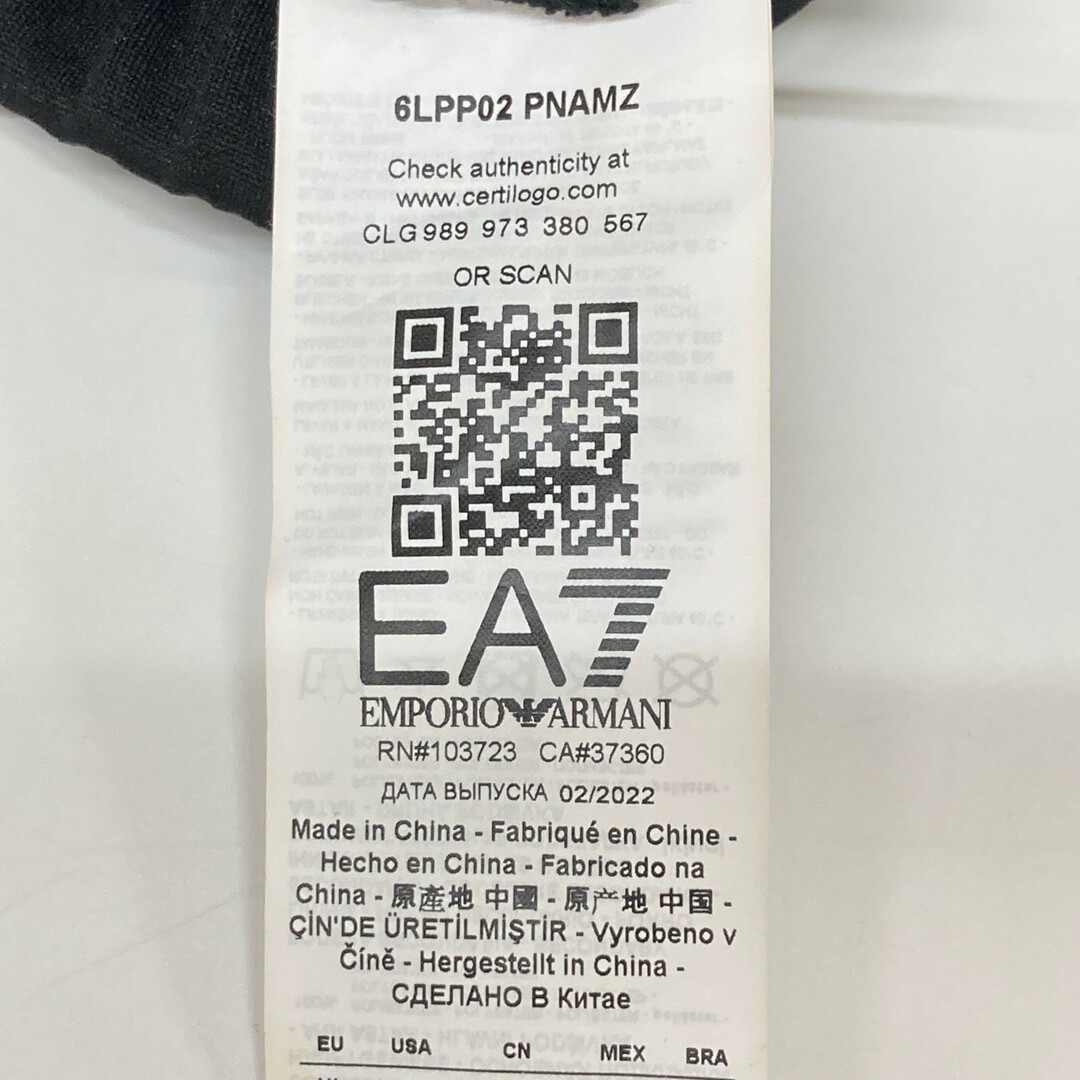 6LPP02 PNAMZ
Check authenticity at
www.certilogo.com
CLG 989 973 380 567
OR SCAN
EA7
EMPORIO ARMANI
RN#103723 CA#37360
ДАТА ВЫПУСКА 02/2022
Made in China - Fabriqué en Chine -
Hecho en China - Fabricado na
China - 原產地 中國 - 原产地 中国 -
ÇİN'DE ÜRETİLMİŞTİR - Vyrobeno v
Číně - Hergestellt in China -
СДЕЛАНО В Китае
EU USA CN MEX BRA